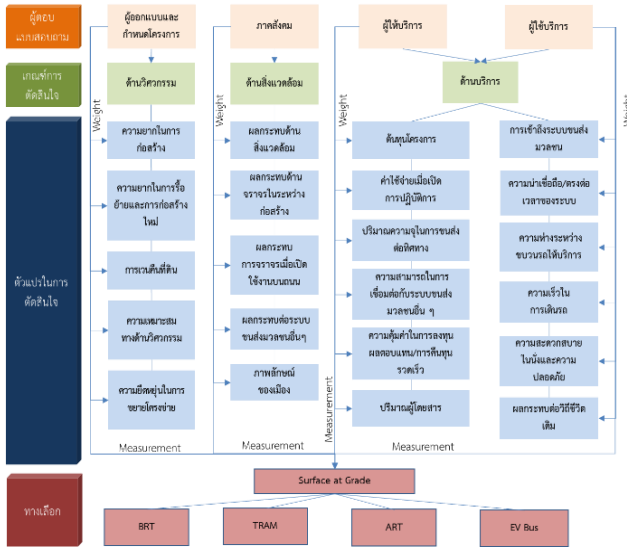 ผู้ตอบ
แบบสอบถาม
ผู้ออกแบบและ
กำหนดโครงการ
ภาคสังคม
ผู้ให้บริการ
ผู้ใช้บริการ
เกณฑ์การ
ตัดสินใจ
ด้านวิศวกรรม
ด้านสิ่งแวดล้อม
ด้านบริการ
Weight
Weight
Weight
Weight
ตัวแปรในการ
ตัดสินใจ
ความยากในการ
ก่อสร้าง
ความยากในการรื้อ
ย้ายและการก่อสร้าง
ใหม่
การเวนคืนที่ดิน
ความเหมาะสม
ทางด้านวิศวกรรม
ความยืดหยุ่นในการ
ขยายโครงข่าย
ผลกระทบด้าน
สิ่งแวดล้อม
ผลกระทบด้าน
จราจรในระหว่าง
ก่อสร้าง
ผลกระทบ
การจราจรเมื่อเปิด
ใช้งานบนถนน
ผลกระทบต่อระบบ
ขนส่งมวลชนอื่นๆ
ภาพลักษณ์
ของเมือง
ต้นทุนโครงการ
ค่าใช้จ่ายเมื่อเปิด
การปฏิบัติการ
ปริมาณความจุในการขนส่ง
ต่อทิศทาง
ความสามารถในการ
เชื่อมต่อกับระบบขนส่ง
มวลชนอื่น ๆ
ความคุ้มค่าในการลงทุน
ผลตอบแทน/การคืนทุน
รวดเร็ว
ปริมาณผู้โดยสาร
การเข้าถึงระบบขนส่ง
มวลชน
ความน่าเชื่อถือ/ตรงต่อ
เวลาของระบบ
ความห่างระหว่าง
ขบวนรถให้บริการ
ความเร็วใน
การเดินรถ
ความสะดวกสบาย
ในนั่งและความ
ปลอดภัย
ผลกระทบต่อวิถีชีวิต
เดิม
Measurement
Measurement
Measurement
Measurement
ทางเลือก
Surface at Grade
BRT
TRAM
ART
EV Bus